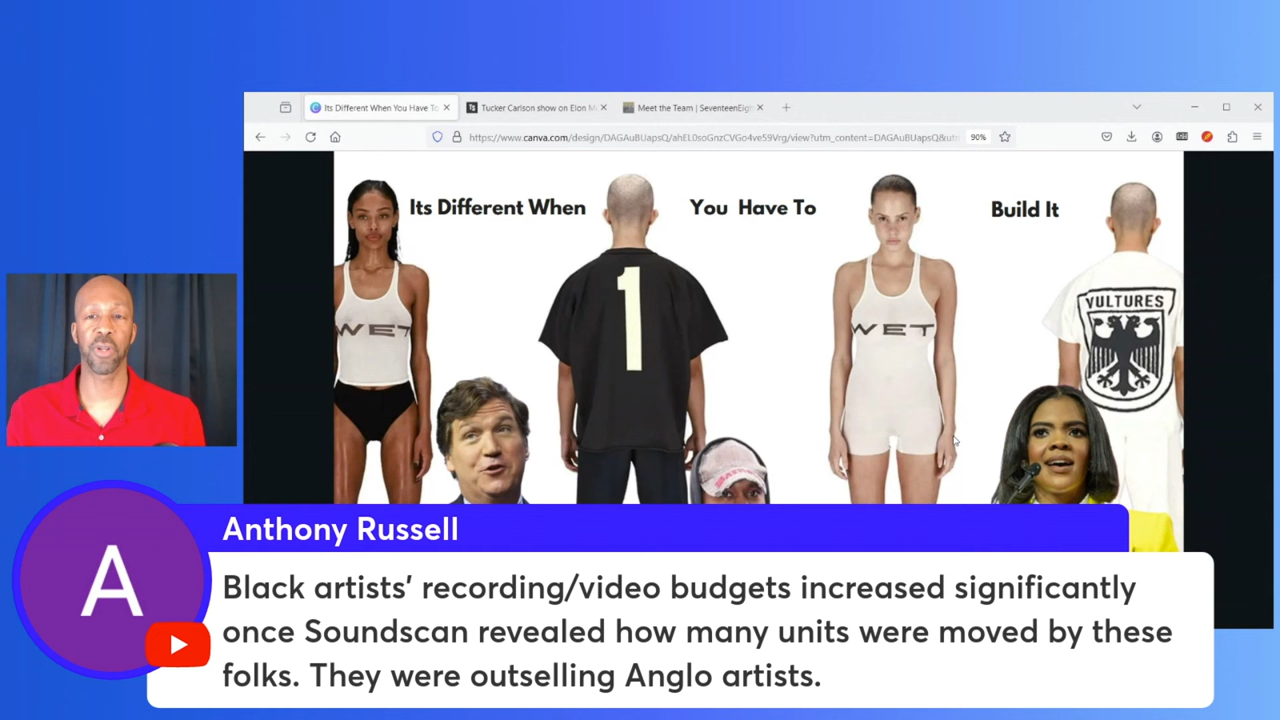 Its Different When You Have To
Tucker Carlson show on Elon M
Meet the Team | SeventeenEigh
https://www.canva.com/design/DAGAuBUapsQ/ahEL0soGnzCVGo4ve59Vrg/view?utm_content=DAGAuBUapsQ&utm
90%
Its Different When
You Have To
Build It
1
WET
WET
VULTURES
A
Anthony Russell
Black artists’ recording/video budgets increased significantly
once Soundscan revealed how many units were moved by these
folks. They were outselling Anglo artists.